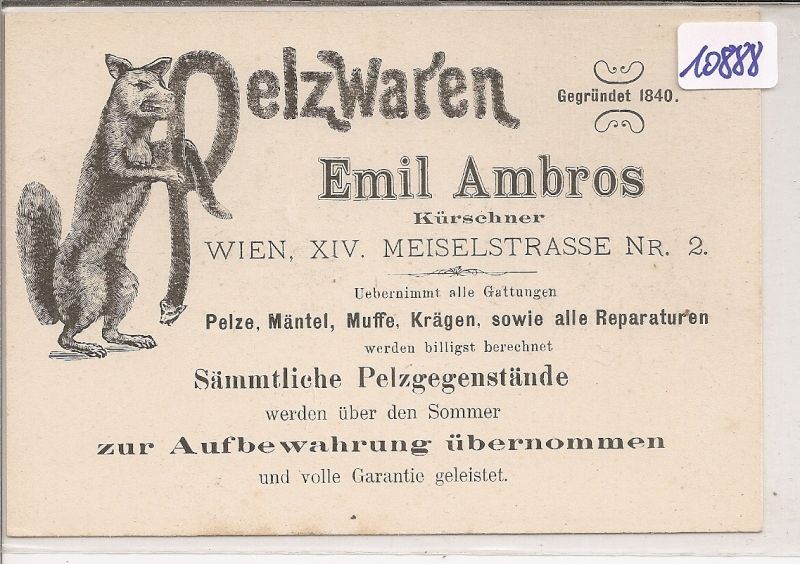 10888
Pelzwaren
Gegründet 1840.
Emil Ambros
Kürschner
WIEN, XIV. MEISELSTRASSE NR. 2.
Uebernimmt alle Gattungen
Pelze, Mäntel, Muffe, Krägen, sowie alle Reparaturen
werden billigst berechnet
Sämmtliche Pelzgegenstände
werden über den Sommer
zur Aufbewahrung übernommen
und volle Garantie geleistet.